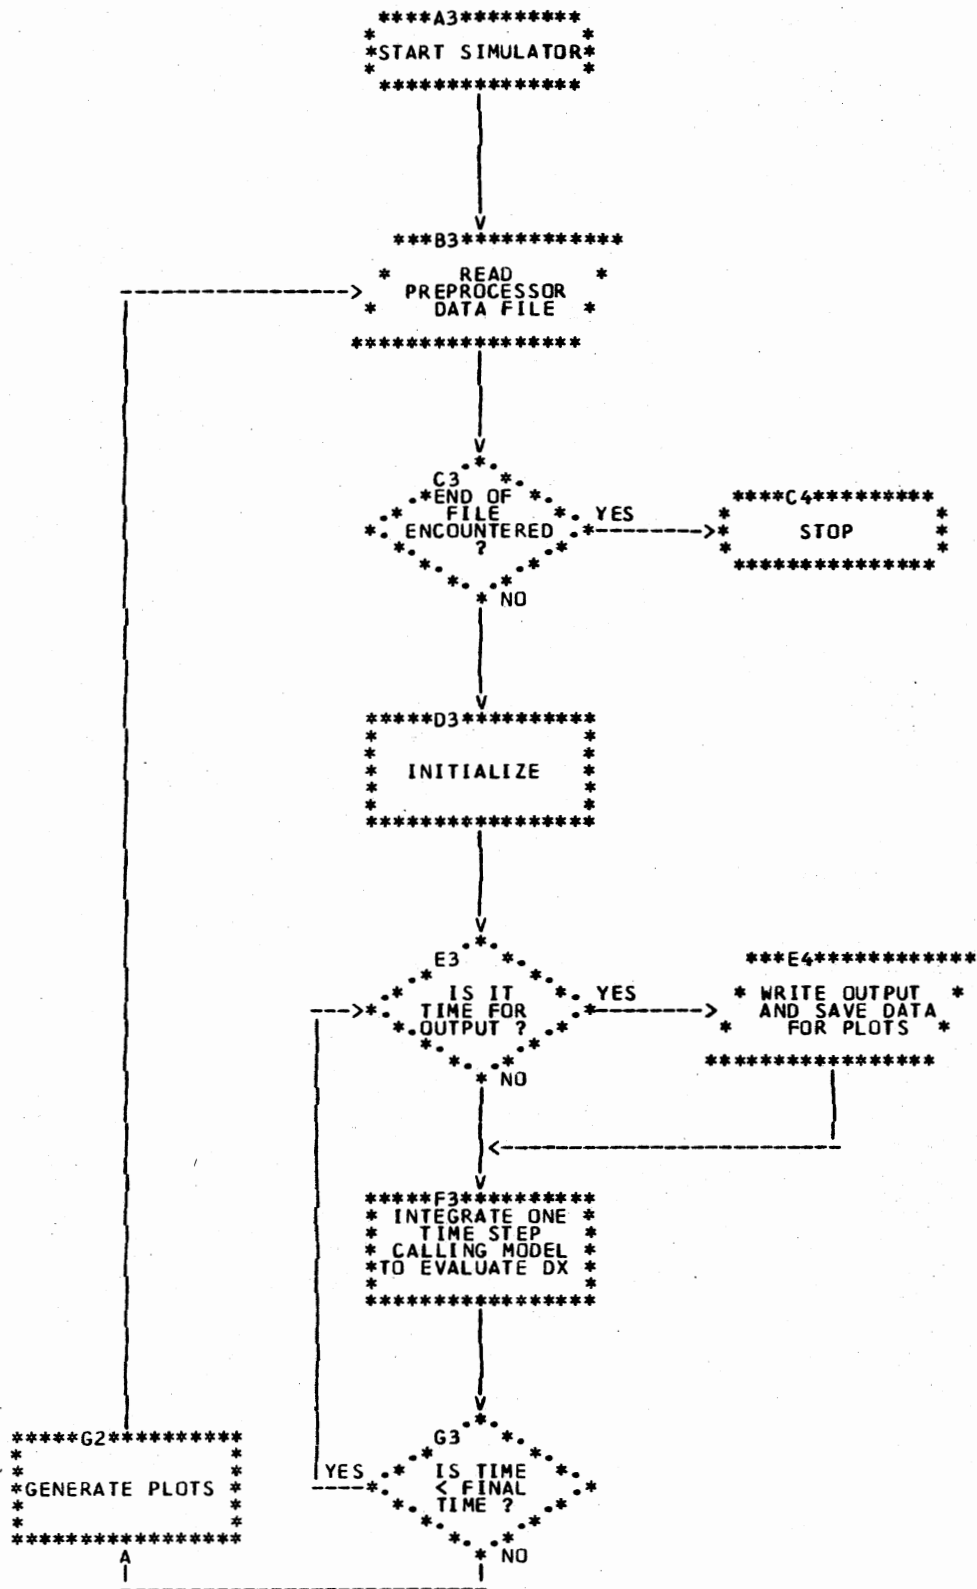 A3
START SIMULATOR
B3
READ
PREPROCESSOR
DATA FILE
C3
END OF
FILE
ENCOUNTERED
?
YES
NO
C4
STOP
D3
INITIALIZE
E3
IS IT
TIME FOR
OUTPUT ?
YES
NO
E4
WRITE OUTPUT
AND SAVE DATA
FOR PLOTS
F3
INTEGRATE ONE
TIME STEP
CALLING MODEL
TO EVALUATE DX
G3
IS TIME
< FINAL
TIME ?
YES
NO
G2
GENERATE PLOTS